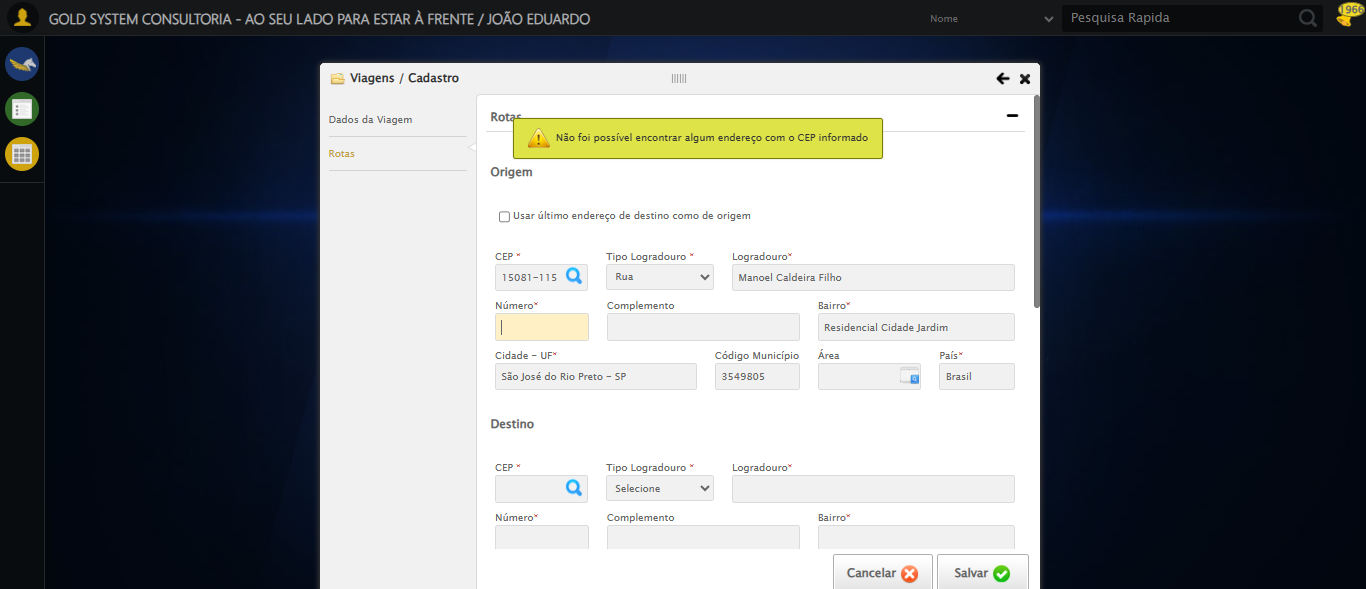 GOLD SYSTEM CONSULTORIA - AO SEU LADO PARA ESTAR À FRENTE / JOÃO EDUARDO
Nome
Pesquisa Rapida
1966
Viagens / Cadastro
Dados da Viagem
Rotas
Rotas
Não foi possível encontrar algum endereço com o CEP informado
Origem
Usar último endereço de destino como de origem
CEP * Tipo Logradouro * Logradouro*
15081-115 Rua Manoel Caldeira Filho
Número* Complemento Bairro*
Residencial Cidade Jardim
Cidade - UF* Código Município Área País*
São José do Rio Preto - SP 3549805 Brasil
Destino
CEP * Tipo Logradouro * Logradouro*
Selecione
Número* Complemento Bairro*
Cancelar Salvar